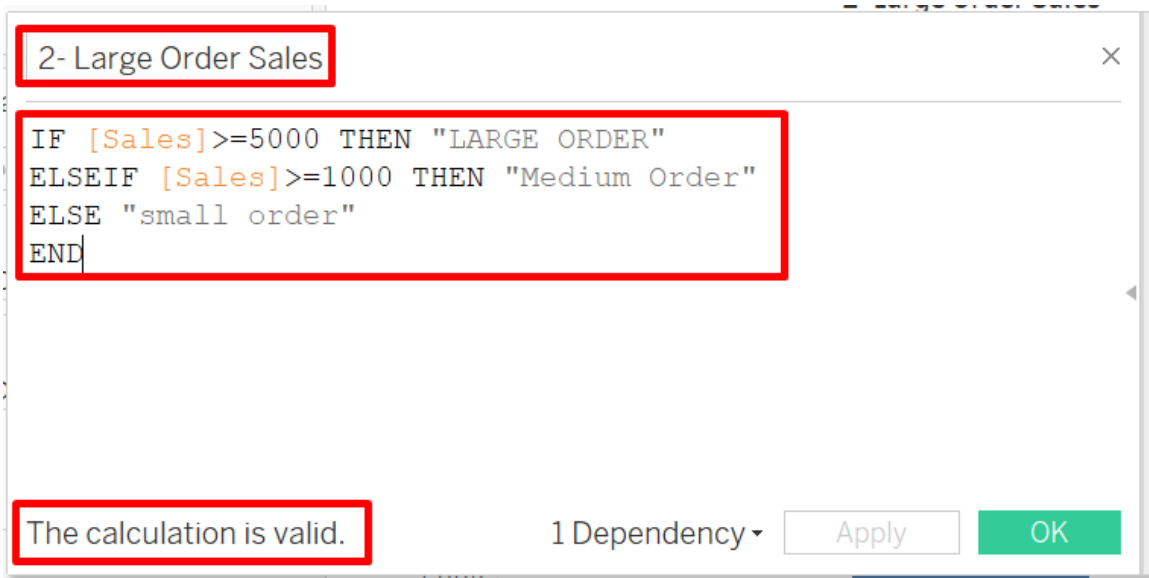 2- Large Order Sales
IF [Sales]>=5000 THEN "LARGE ORDER"
ELSEIF [Sales]>=1000 THEN "Medium Order"
ELSE "small order"
END
The calculation is valid.
1 Dependency
Apply
OK